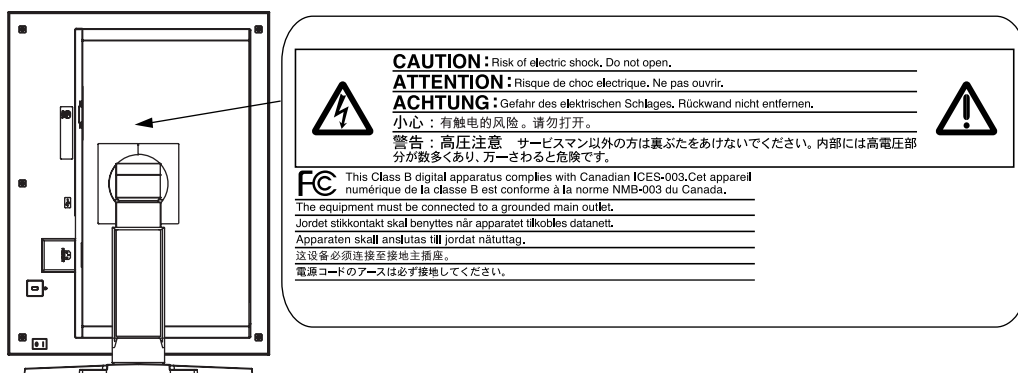 CAUTION : Risk of electric shock. Do not open.
ATTENTION : Risque de choc electrique. Ne pas ouvrir.
ACHTUNG : Gefahr des elektrischen Schlages. Rückwand nicht entfernen.
小心 : 有触电的风险。请勿打开。
警告 : 高圧注意 サービスマン以外の方は裏ぶたをあけないでください。内部には高電圧部
分が数多くあり、万一さわると危険です。
FC This Class B digital apparatus complies with Canadian ICES-003.Cet appareil
numérique de la classe B est conforme à la norme NMB-003 du Canada.
The equipment must be connected to a grounded main outlet.
Jordet stikkontakt skal benyttes når apparatet tilkobles datanett.
Apparaten skall anslutas till jordat nätuttag.
这设备必须连接至接地主插座。
電源コードのアースは必ず接地してください。